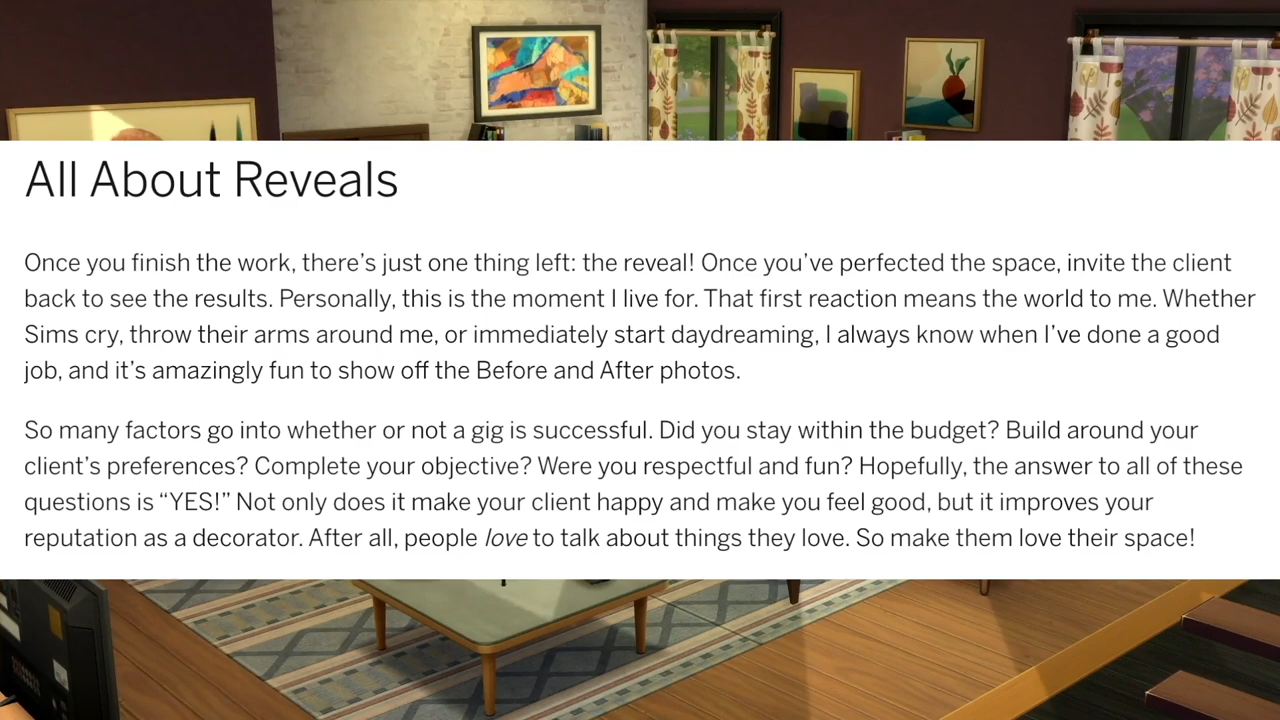 All About Reveals
Once you finish the work, there’s just one thing left: the reveal! Once you’ve perfected the space, invite the client
back to see the results. Personally, this is the moment I live for. That first reaction means the world to me. Whether
Sims cry, throw their arms around me, or immediately start daydreaming, I always know when I’ve done a good
job, and it’s amazingly fun to show off the Before and After photos.
So many factors go into whether or not a gig is successful. Did you stay within the budget? Build around your
client’s preferences? Complete your objective? Were you respectful and fun? Hopefully, the answer to all of these
questions is “YES!” Not only does it make your client happy and make you feel good, but it improves your
reputation as a decorator. After all, people love to talk about things they love. So make them love their space!